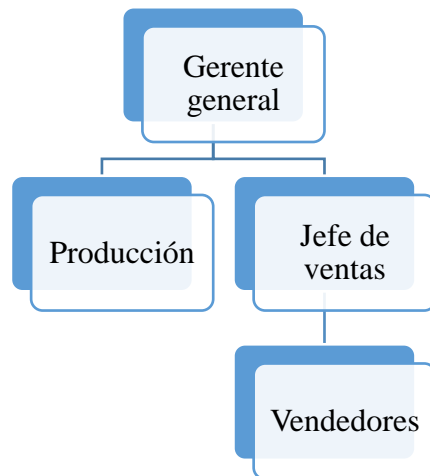 Gerente
general
Producción
Jefe de
ventas
Vendedores